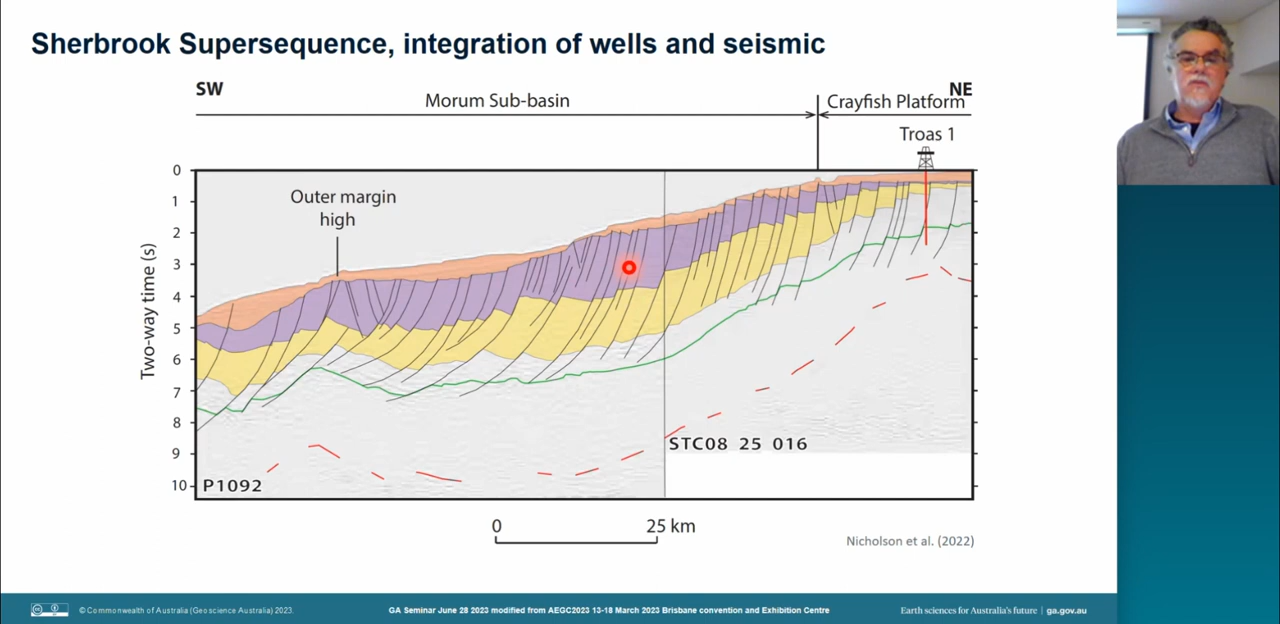 Sherbrook Supersequence, integration of wells and seismic
SW
NE
Morum Sub-basin
Crayfish Platform
Troas 1
Outer margin
high
Two-way time (s)
0
1
2
3
4
5
6
7
8
9
10
STC08 25 016
P1092
0
25 km
Nicholson et al. (2022)
© Commonwealth of Australia (Geoscience Australia) 2023.
GA Seminar June 28 2023 modified from AEGC2023 13-18 March 2023 Brisbane convention and Exhibition Centre
Earth sciences for Australia's future | ga.gov.au